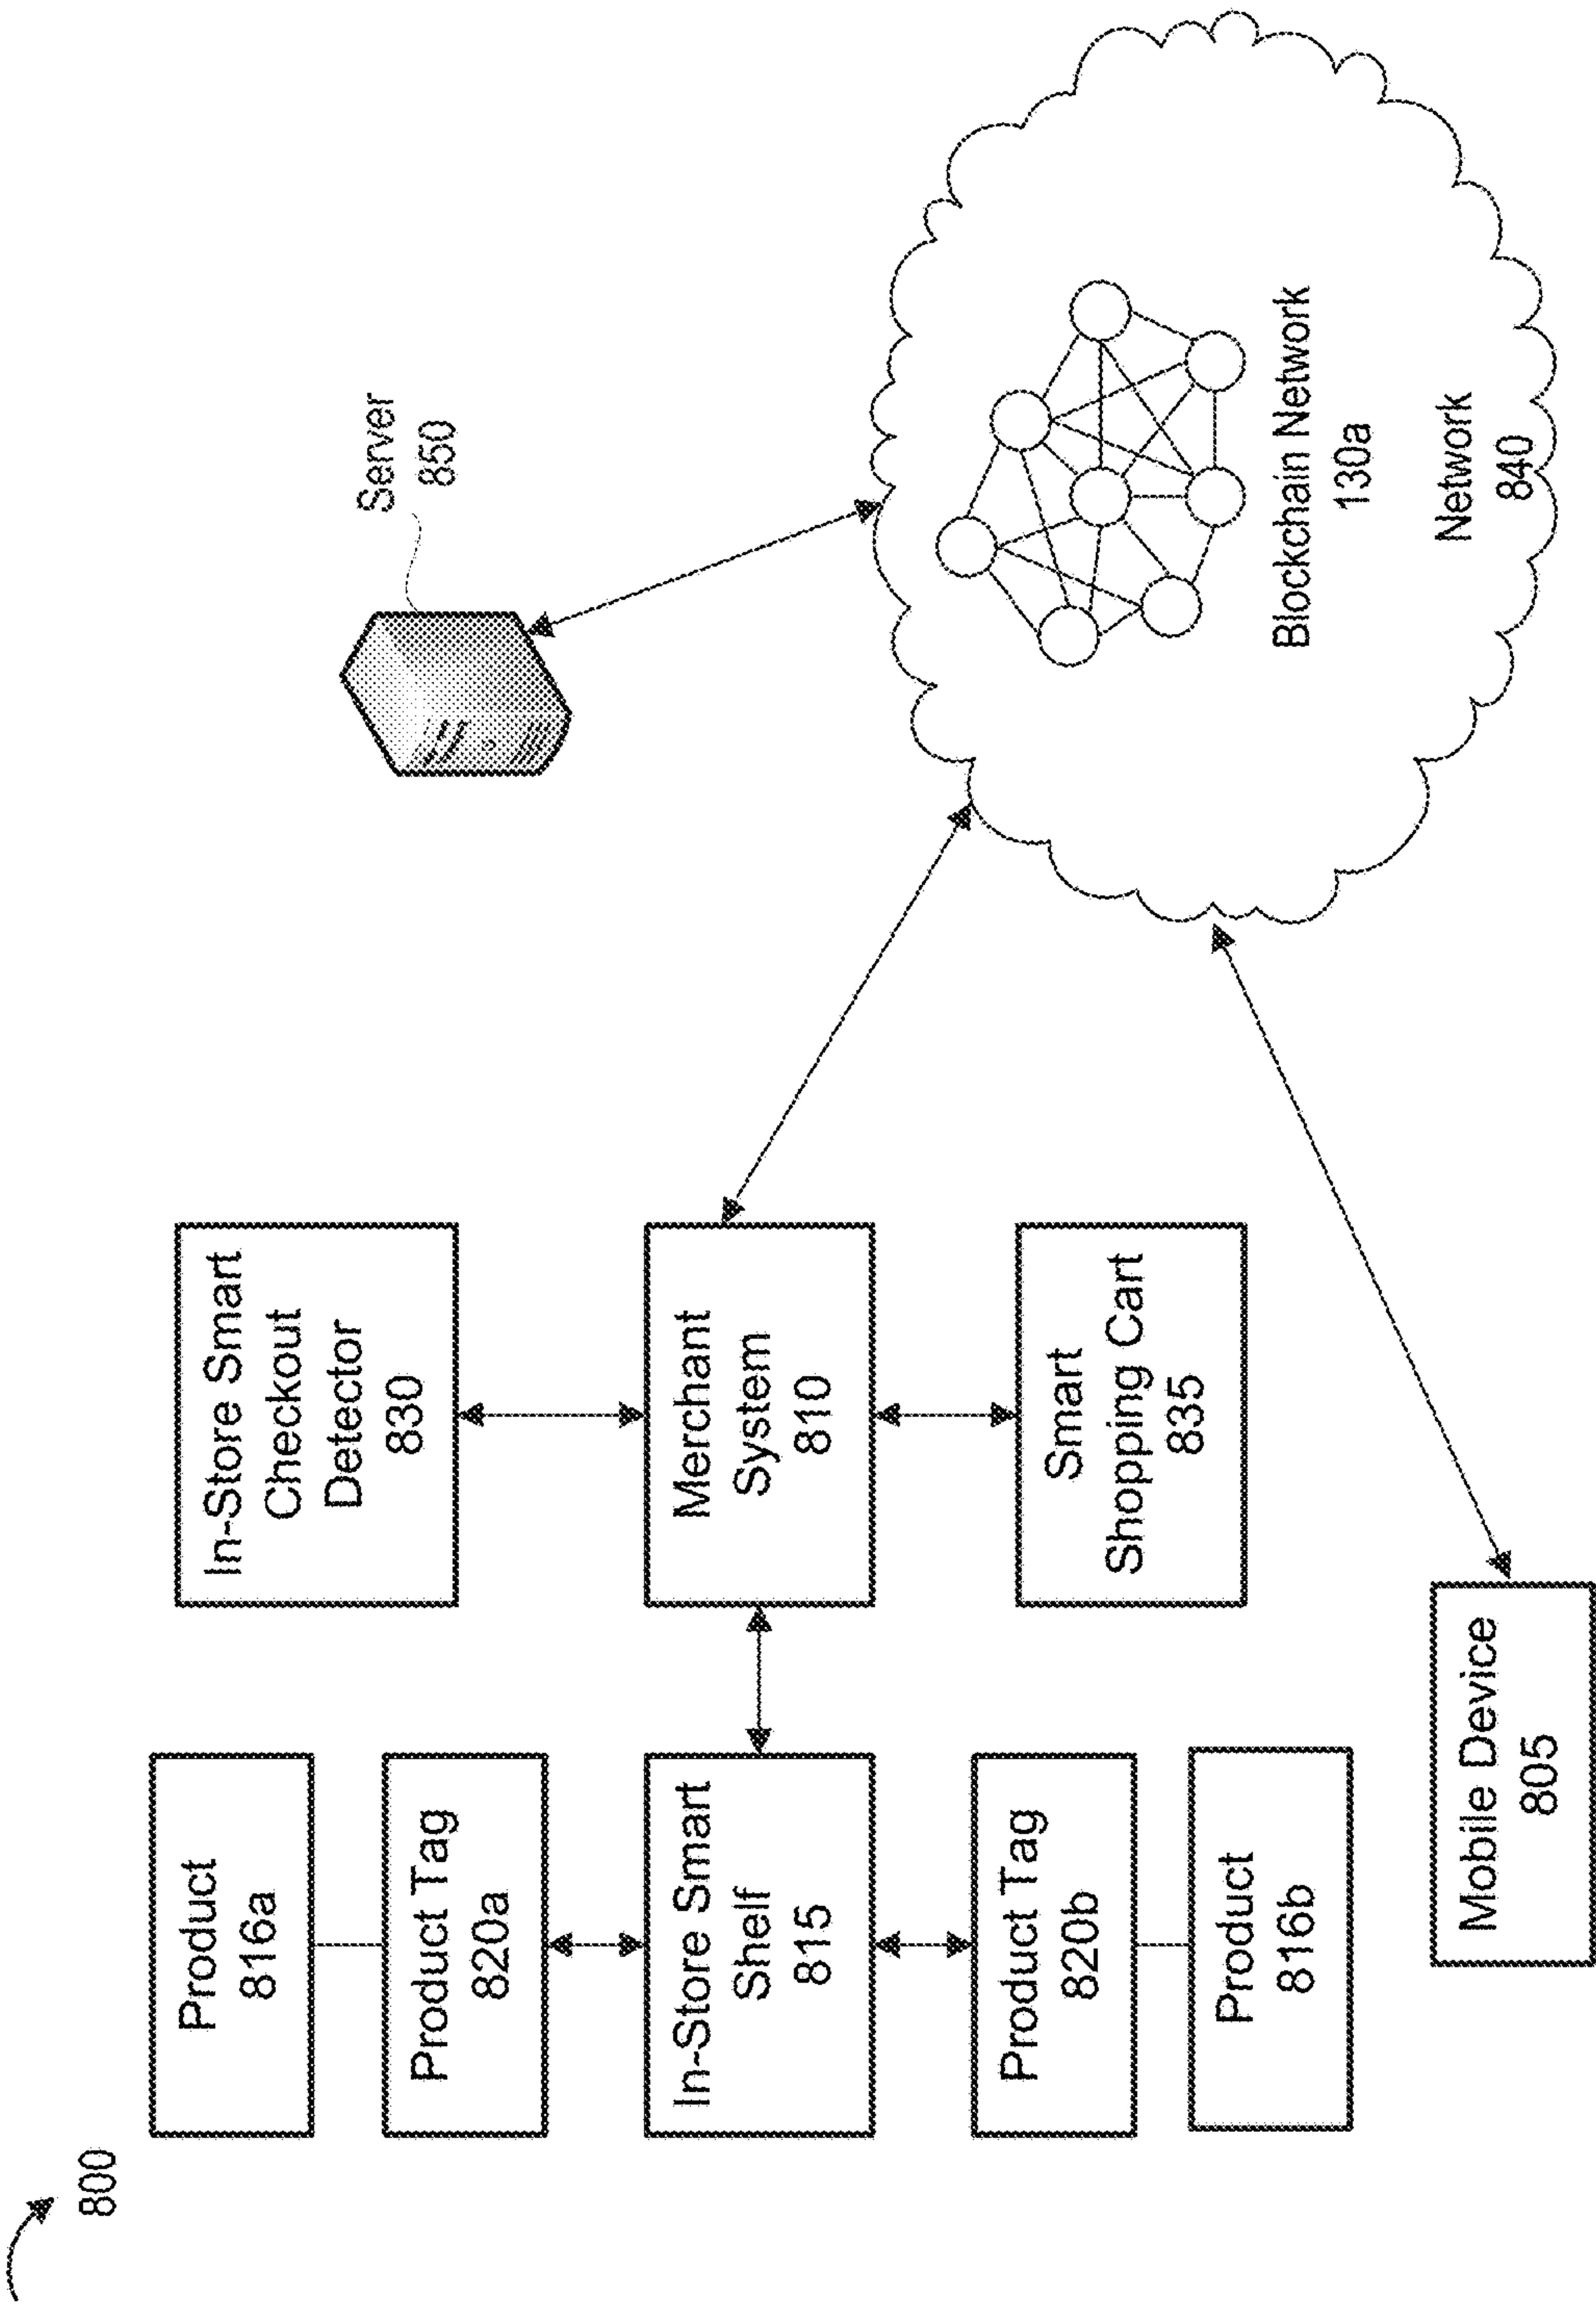 800
Product
816a
Product Tag
820a
In-Store Smart
Shelf
815
Product Tag
820b
Product
816b
In-Store Smart
Checkout
Detector
830
Merchant
System
810
Smart
Shopping Cart
835
Mobile Device
805
Server
850
Blockchain Network
130a
Network
840